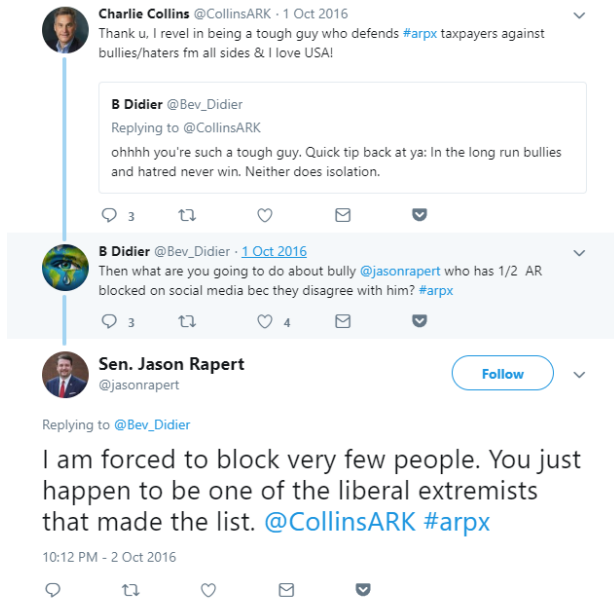 Charlie Collins @CollinsARK · 1 Oct 2016
Thank u, I revel in being a tough guy who defends #arpx taxpayers against
bullies/haters fm all sides & I love USA!
B Didier @Bev_Didier
Replying to @CollinsARK
ohhhh you're such a tough guy. Quick tip back at ya: In the long run bullies
and hatred never win. Neither does isolation.
3
B Didier @Bev_Didier · 1 Oct 2016
Then what are you going to do about bully @jasonrapert who has 1/2 AR
blocked on social media bec they disagree with him? #arpx
3 4
Sen. Jason Rapert
@jasonrapert
Follow
Replying to @Bev_Didier
I am forced to block very few people. You just
happen to be one of the liberal extremists
that made the list. @CollinsARK #arpx
10:12 PM - 2 Oct 2016